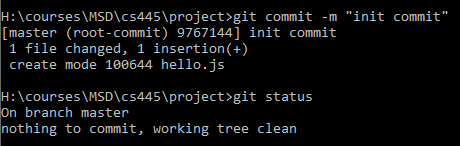 H:\courses\MSD\cs445\project>git commit -m "init commit"
[master (root-commit) 9767144] init commit
 1 file changed, 1 insertion(+)
 create mode 100644 hello.js
H:\courses\MSD\cs445\project>git status
On branch master
nothing to commit, working tree clean